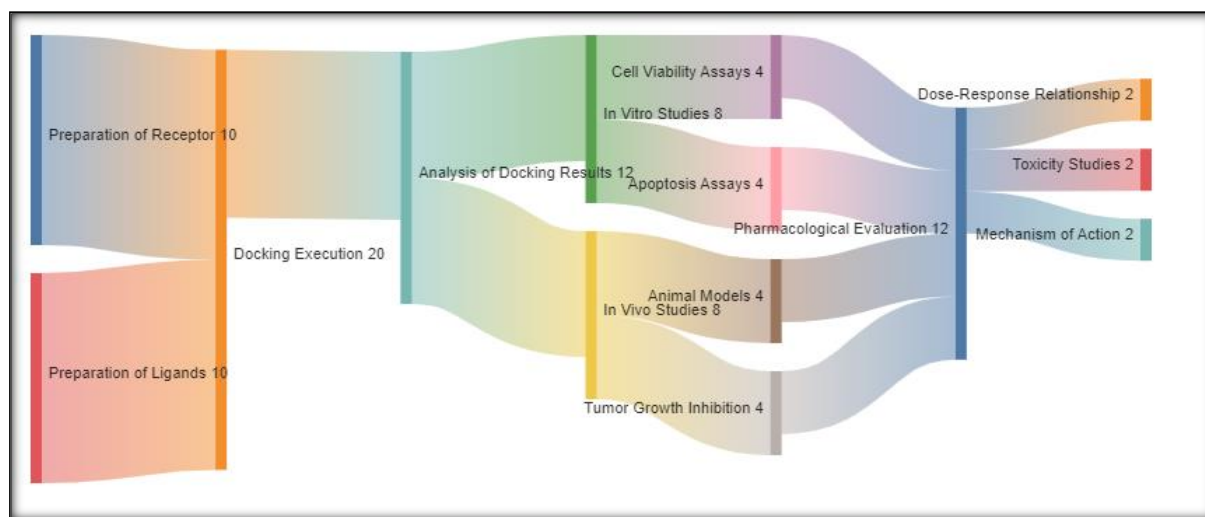 Preparation of Receptor 10
Preparation of Ligands 10
Docking Execution 20
Analysis of Docking Results 12
In Vitro Studies 8
In Vivo Studies 8
Cell Viability Assays 4
Apoptosis Assays 4
Animal Models 4
Tumor Growth Inhibition 4
Pharmacological Evaluation 12
Dose-Response Relationship 2
Toxicity Studies 2
Mechanism of Action 2